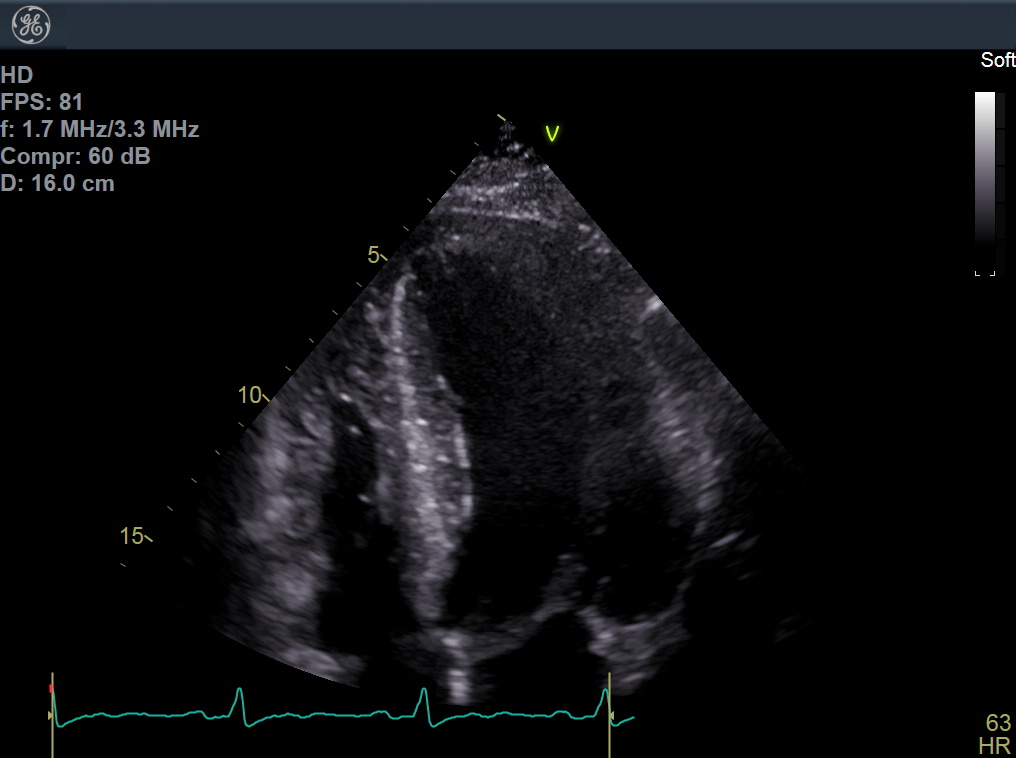 GE
Soft
HD
FPS: 81
f: 1.7 MHz/3.3 MHz
Compr: 60 dB
D: 16.0 cm
V
5
10
15
63
HR